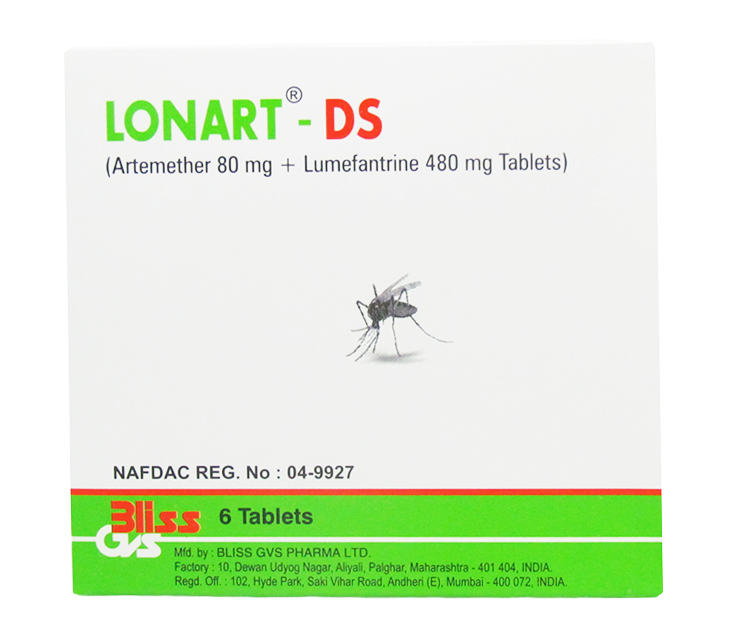 LONART® - DS
(Artemether 80 mg + Lumefantrine 480 mg Tablets)
NAFDAC REG. No : 04-9927
Bliss GVS
6 Tablets
Mfd. by : BLISS GVS PHARMA LTD.
Factory : 10, Dewan Udyog Nagar, Aliyali, Palghar, Maharashtra - 401 404, INDIA.
Regd. Off. : 102, Hyde Park, Saki Vihar Road, Andheri (E), Mumbai - 400 072, INDIA.